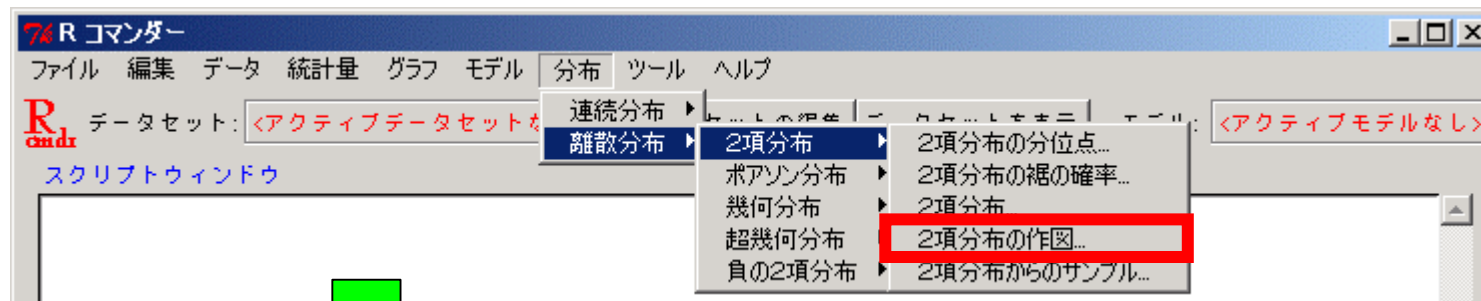 R コマンダー
ファイル 編集 データ 統計量 グラフ モデル 分布 ツール ヘルプ
Rcmdr データセット: <アクティブデータセットな モデル: <アクティブモデルなし>
連続分布
離散分布
2項分布
ポアソン分布
幾何分布
超幾何分布
負の2項分布
2項分布の分位点...
2項分布の裾の確率...
2項分布...
2項分布の作図...
2項分布からのサンプル...
スクリプトウィンドウ